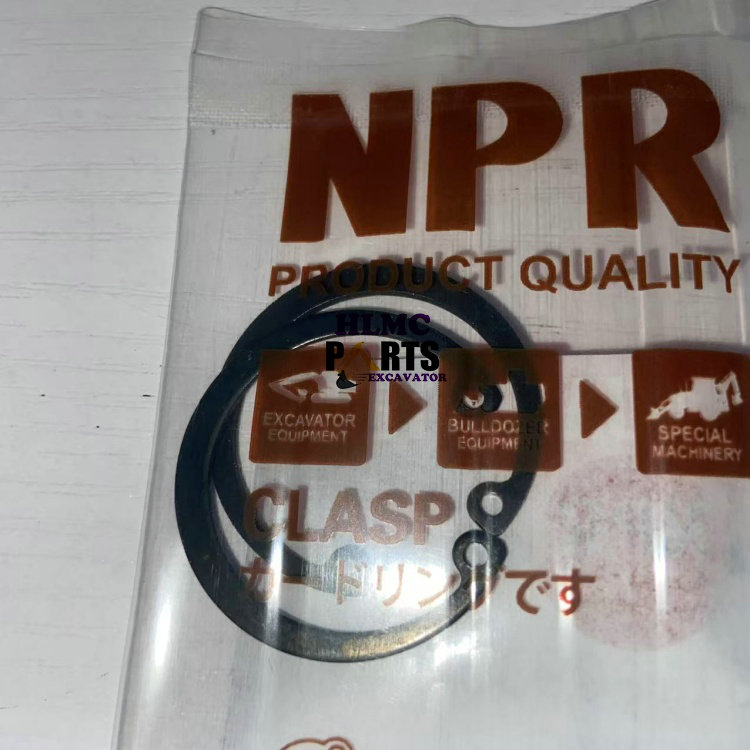 NPR
PRODUCT QUALITY
HLMC
PARTS
EXCAVATOR
EXCAVATOR
EQUIPMENT
BULLDOZER
EQUIPMENT
SPECIAL
MACHINERY
CLASP
カードリングです